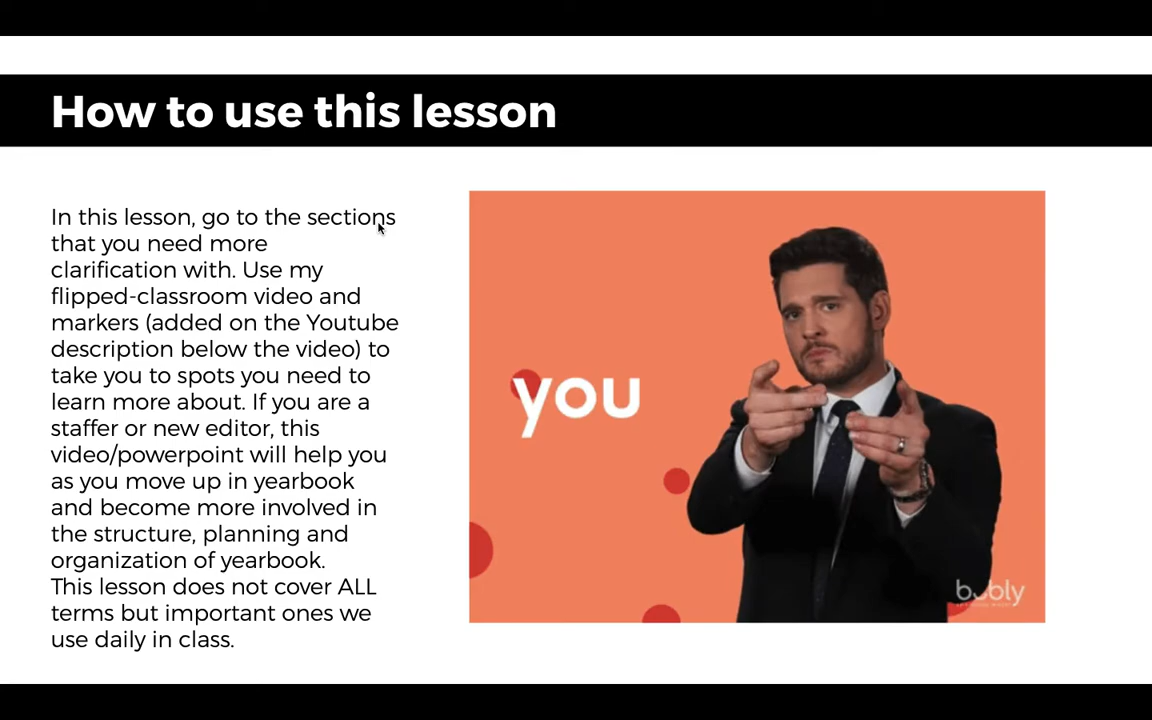 How to use this lesson
In this lesson, go to the sections
that you need more
clarification with. Use my
flipped-classroom video and
markers (added on the Youtube
description below the video) to
take you to spots you need to
learn more about. If you are a
staffer or new editor, this
video/powerpoint will help you
as you move up in yearbook
and become more involved in
the structure, planning and
organization of yearbook.
This lesson does not cover ALL
terms but important ones we
use daily in class.
you
bubly